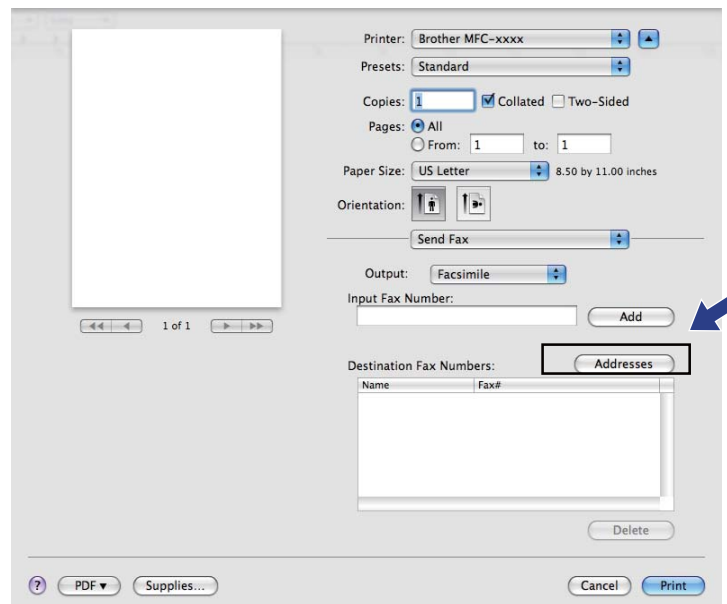 Printer: Brother MFC-xxxx
Presets: Standard
Copies: 1 Collated Two-Sided
Pages: All
From: 1 to: 1
Paper Size: US Letter 8.50 by 11.00 inches
Orientation:
Send Fax
Output: Facsimile
Input Fax Number:
Add
1 of 1
Destination Fax Numbers: Addresses
Name Fax#
Delete
? PDF Supplies... Cancel Print